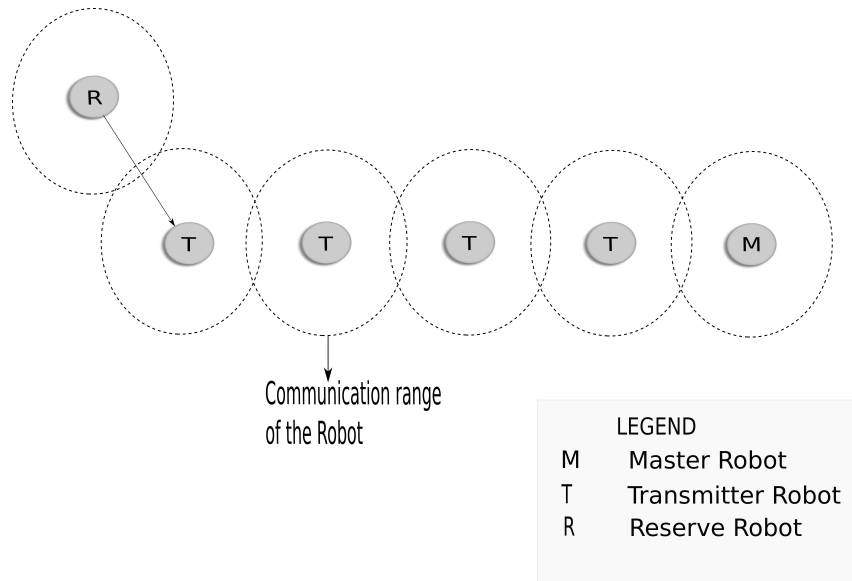 R
T T T T M
Communication range
of the Robot
LEGEND
M Master Robot
T Transmitter Robot
R Reserve Robot